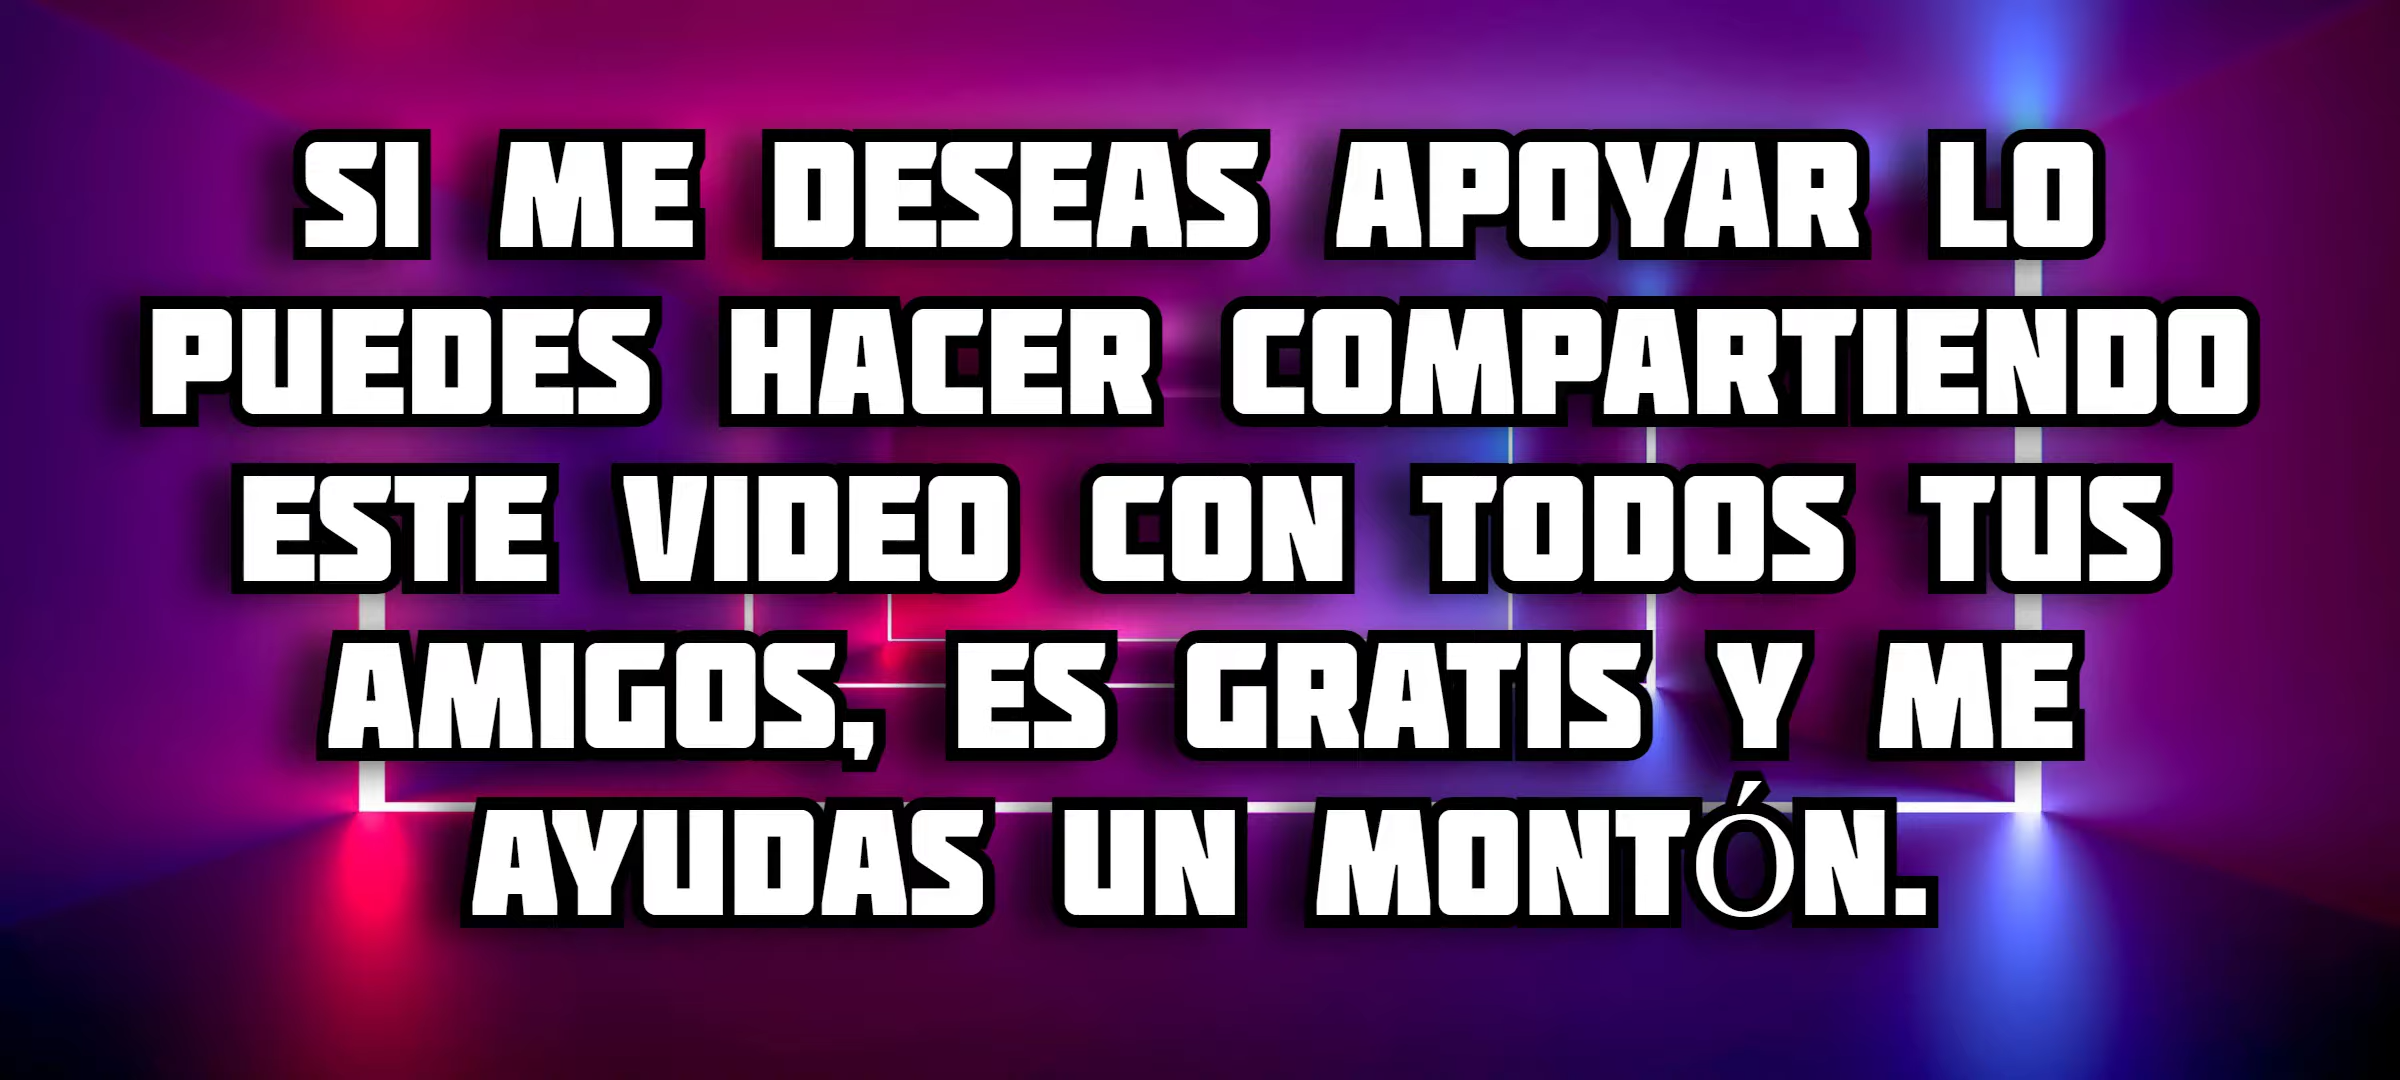 SI ME DESEAS APOYAR LO
PUEDES HACER COMPARTIENDO
ESTE VIDEO CON TODOS TUS
AMIGOS, ES GRATIS Y ME
AYUDAS UN MONTÓN.